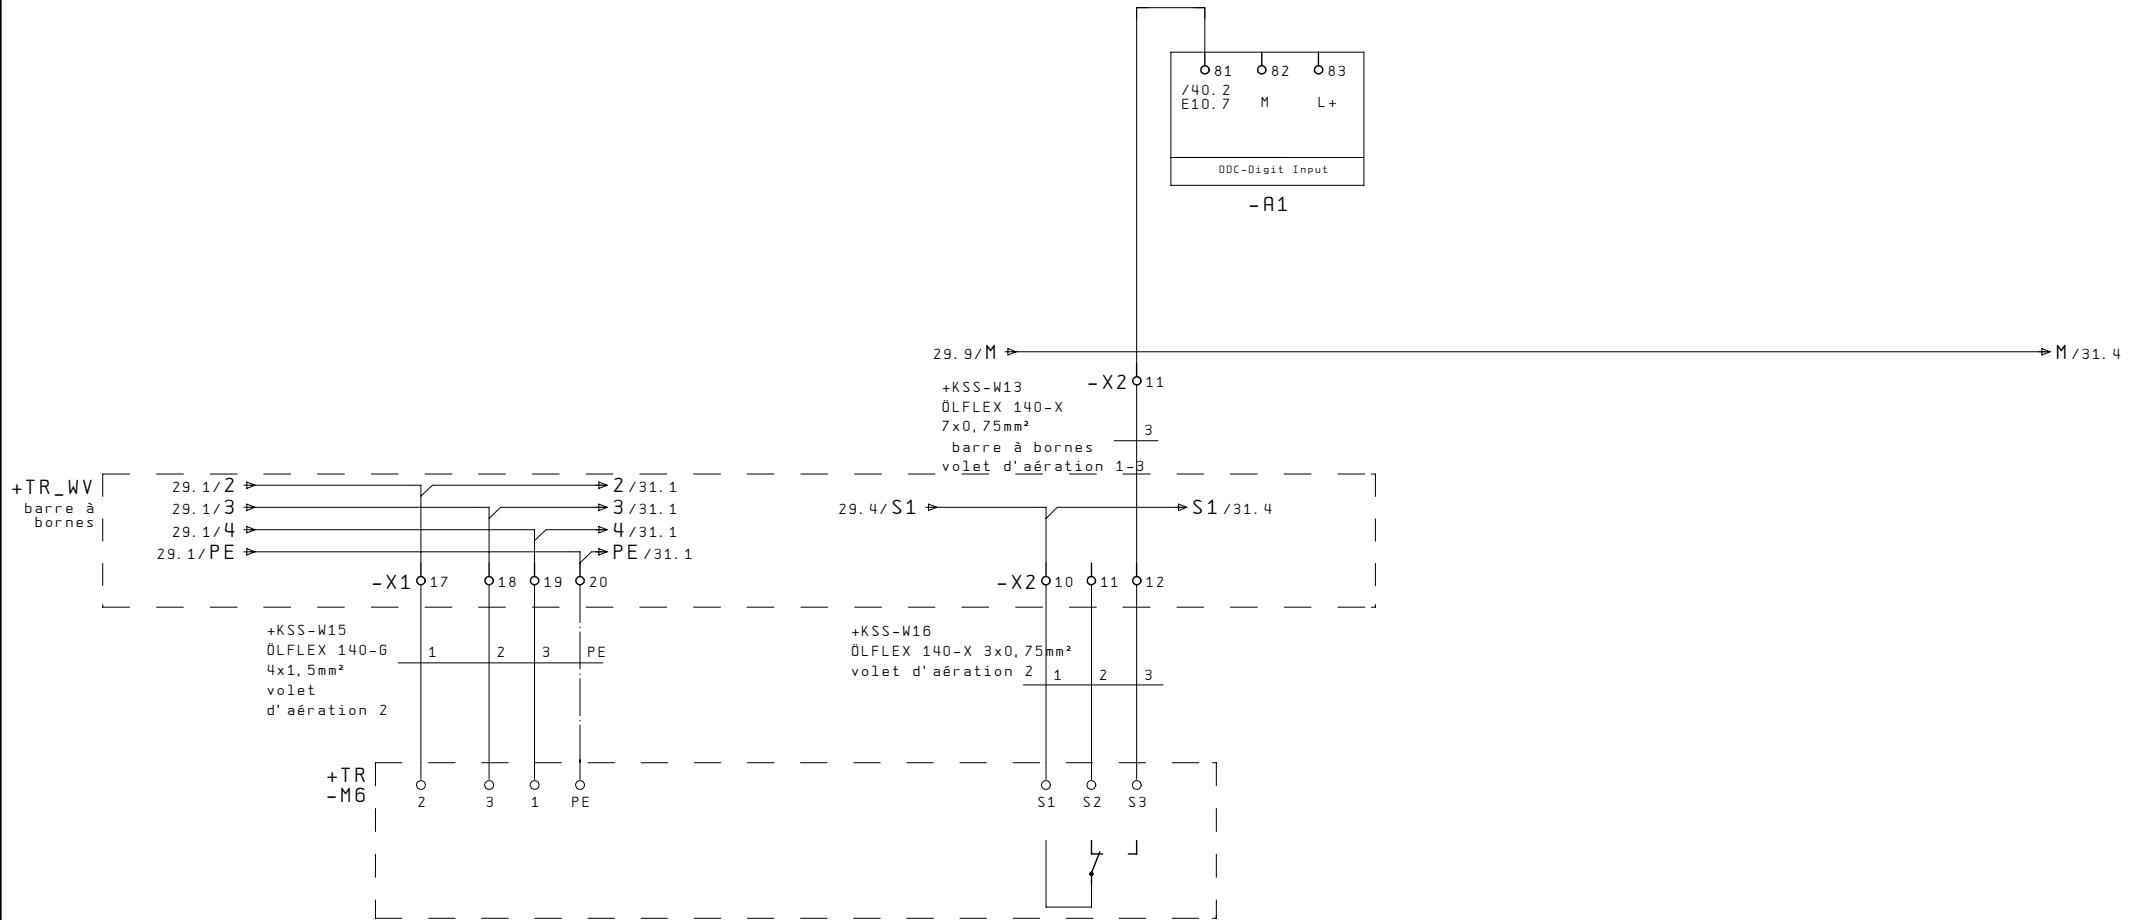 81 82 83
/40.2
E10.7 M L+
DDC-Digit Input
-A1
29.9/M M/31.4
+KSS-W13
ÖLFLEX 140-X
7x0,75mm²
barre à bornes
volet d'aération 1-3
-X2 11
3
+TR_WV
barre à
bornes
29.1/2 2/31.1
29.1/3 3/31.1
29.1/4 4/31.1
29.1/PE PE/31.1
29.4/S1 S1/31.4
-X1 17 18 19 20
-X2 10 11 12
+KSS-W15
ÖLFLEX 140-G
4x1,5mm²
volet
d'aération 2
1 2 3 PE
+KSS-W16
ÖLFLEX 140-X 3x0,75mm²
volet d'aération 2
1 2 3
+TR
-M6
2 3 1 PE
S1 S2 S3